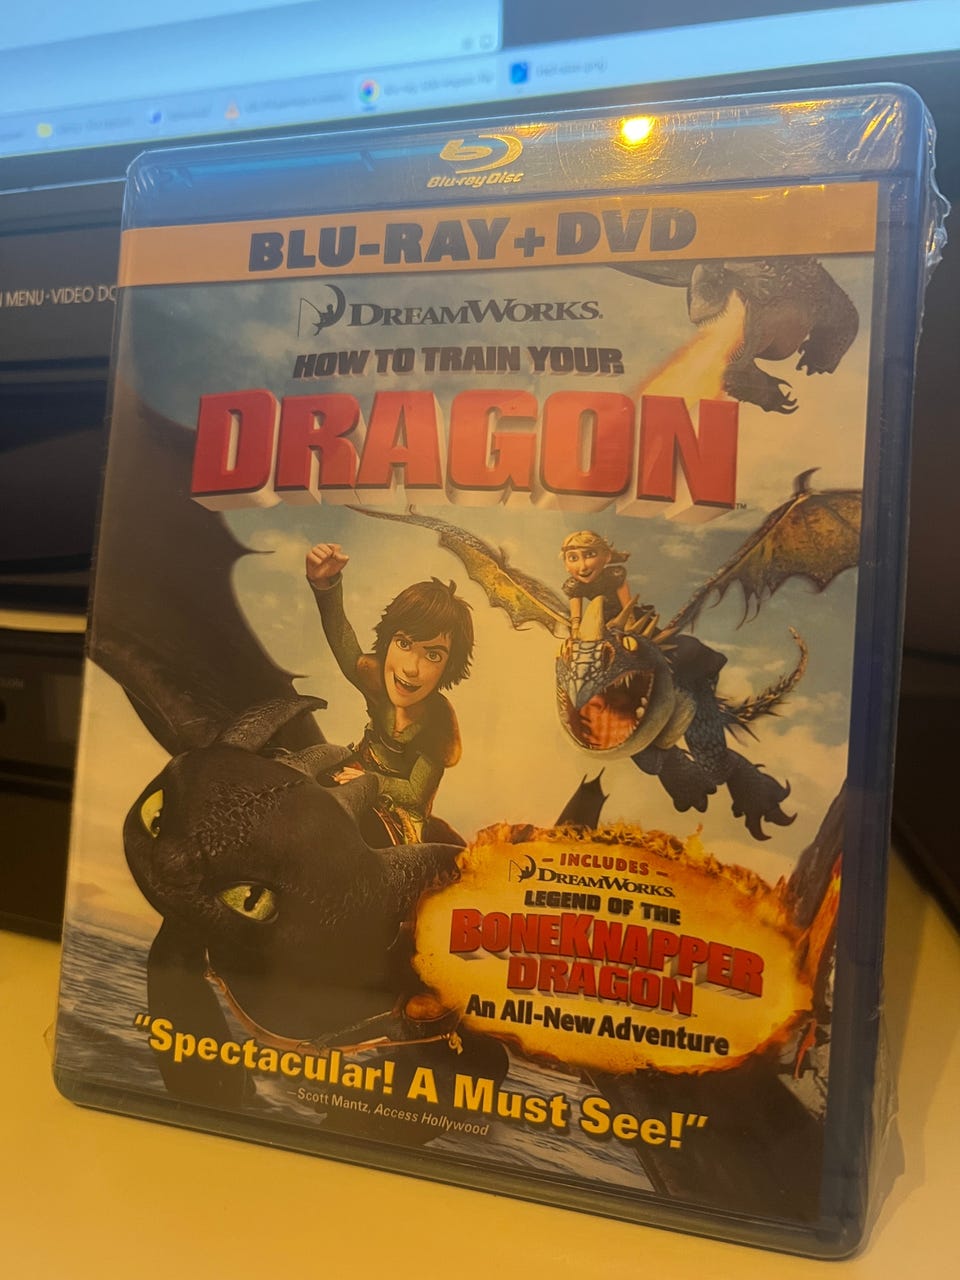 Blu-ray Disc
BLU-RAY + DVD
MENU · VIDEO
DREAMWORKS
HOW TO TRAIN YOUR
DRAGON
TM
– INCLUDES –
DREAMWORKS
LEGEND OF THE
BONEKNAPPER
DRAGON
An All-New Adventure
"Spectacular! A Must See!"
—Scott Mantz, Access Hollywood